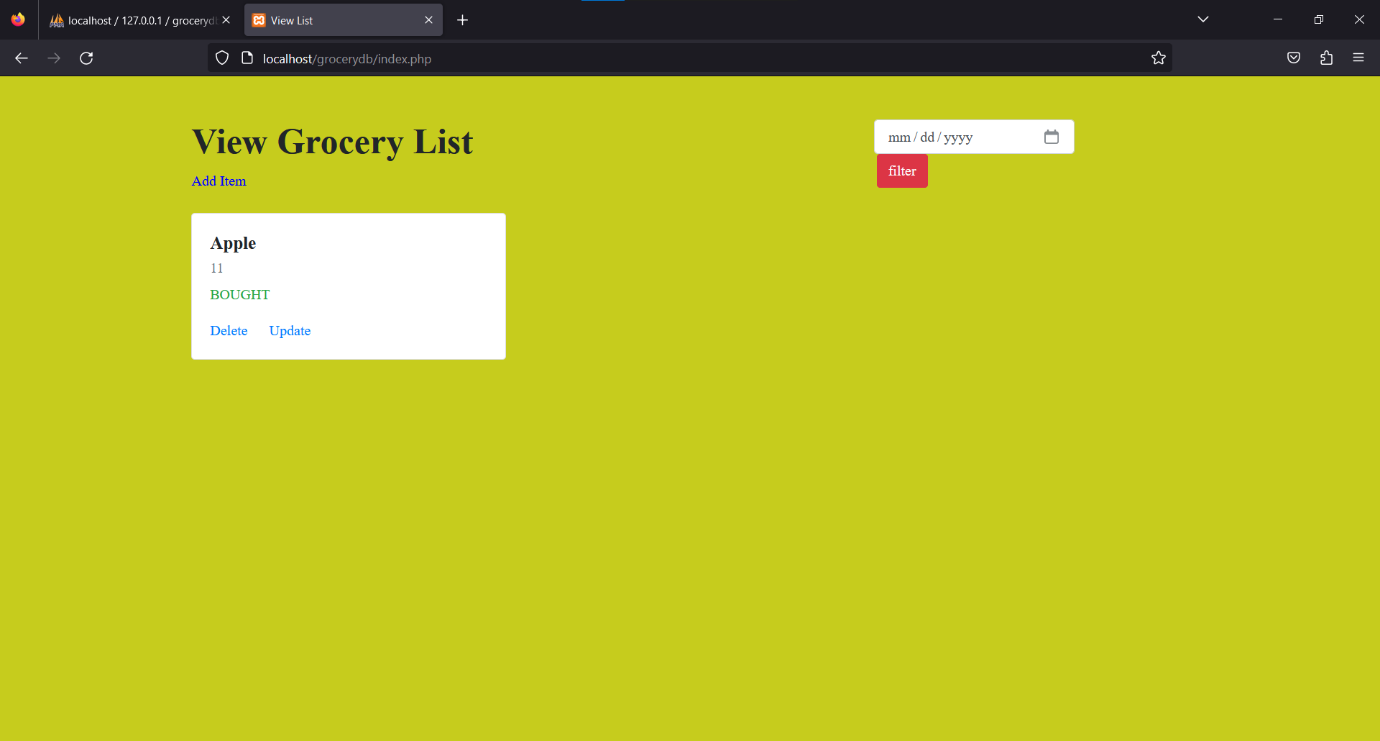 localhost / 127.0.0.1 / grocerydb
View List
localhost/grocerydb/index.php
View Grocery List
mm / dd / yyyy
Add Item
filter
Apple
11
BOUGHT
Delete Update